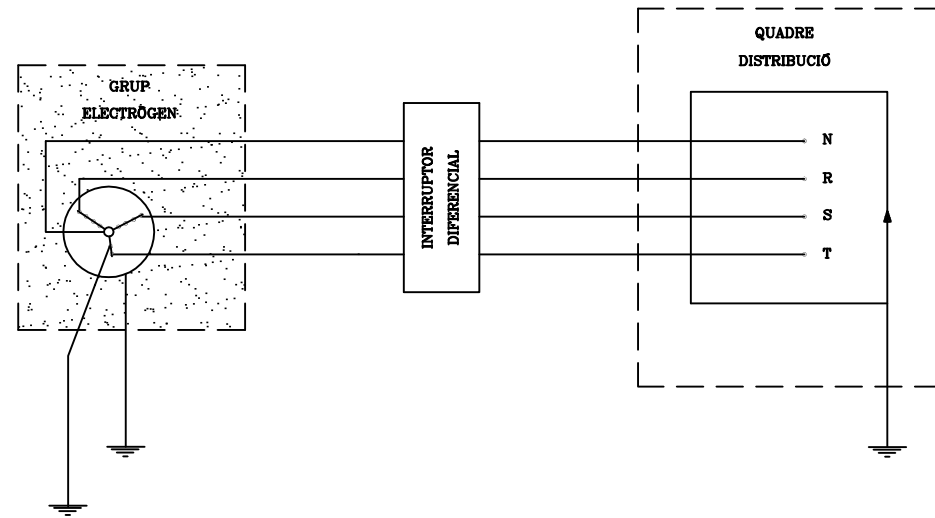 QUADRE
DISTRIBUCIÓ
GRUP
ELECTRÒGEN
INTERRUPTOR
DIFERENCIAL
N
R
S
T